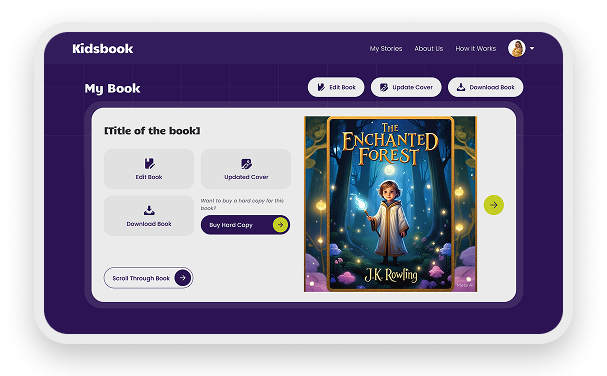 Kidsbook
My Stories
About Us
How it Works
My Book
Edit Book
Update Cover
Download Book
[Title of the book]
Edit Book
Updated Cover
Download Book
Want to buy a hard copy for this
book?
Buy Hard Copy
Scroll Through Book
THE
ENCHANTED
FOREST
J.K Rowling
Meta AI